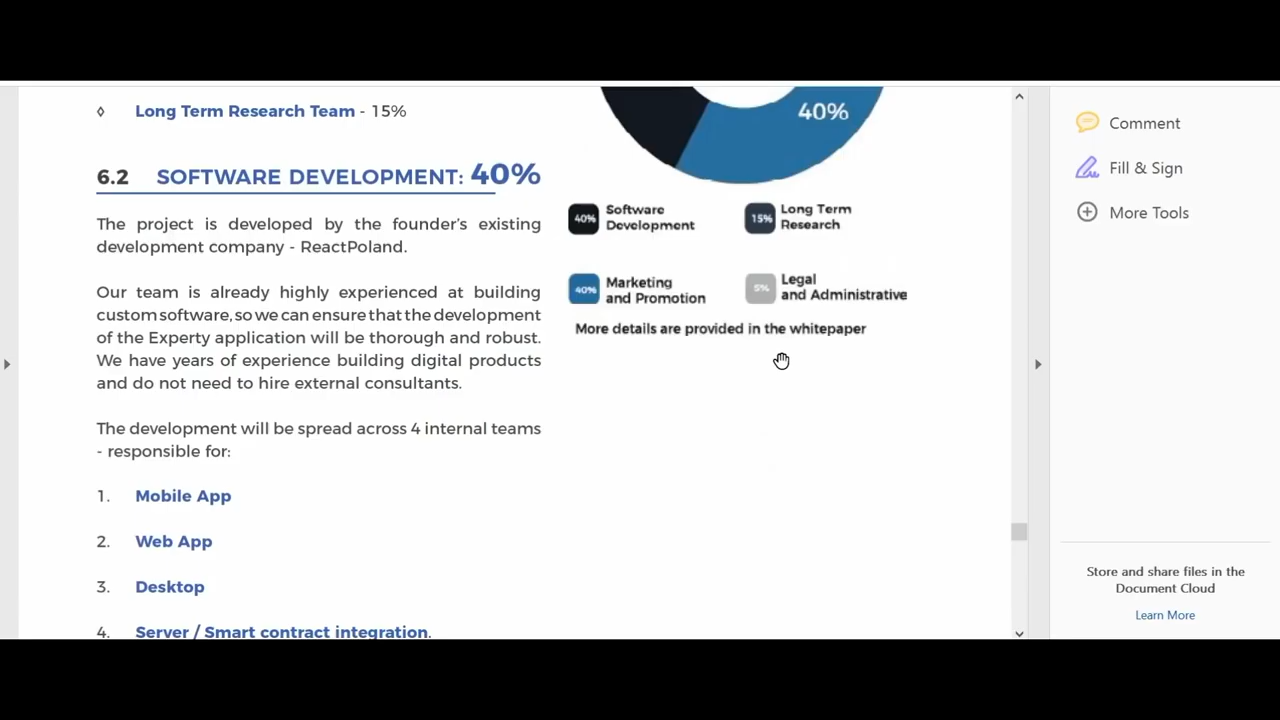 ◊ Long Term Research Team - 15%
6.2 SOFTWARE DEVELOPMENT: 40%
The project is developed by the founder's existing
development company - ReactPoland.
Our team is already highly experienced at building
custom software, so we can ensure that the development
of the Experty application will be thorough and robust.
We have years of experience building digital products
and do not need to hire external consultants.
The development will be spread across 4 internal teams
- responsible for:
1. Mobile App
2. Web App
3. Desktop
4. Server / Smart contract integration.
40%
40% Software
Development
15% Long Term
Research
40% Marketing
and Promotion
5% Legal
and Administrative
More details are provided in the whitepaper
Comment
Fill & Sign
More Tools
Store and share files in the
Document Cloud
Learn More